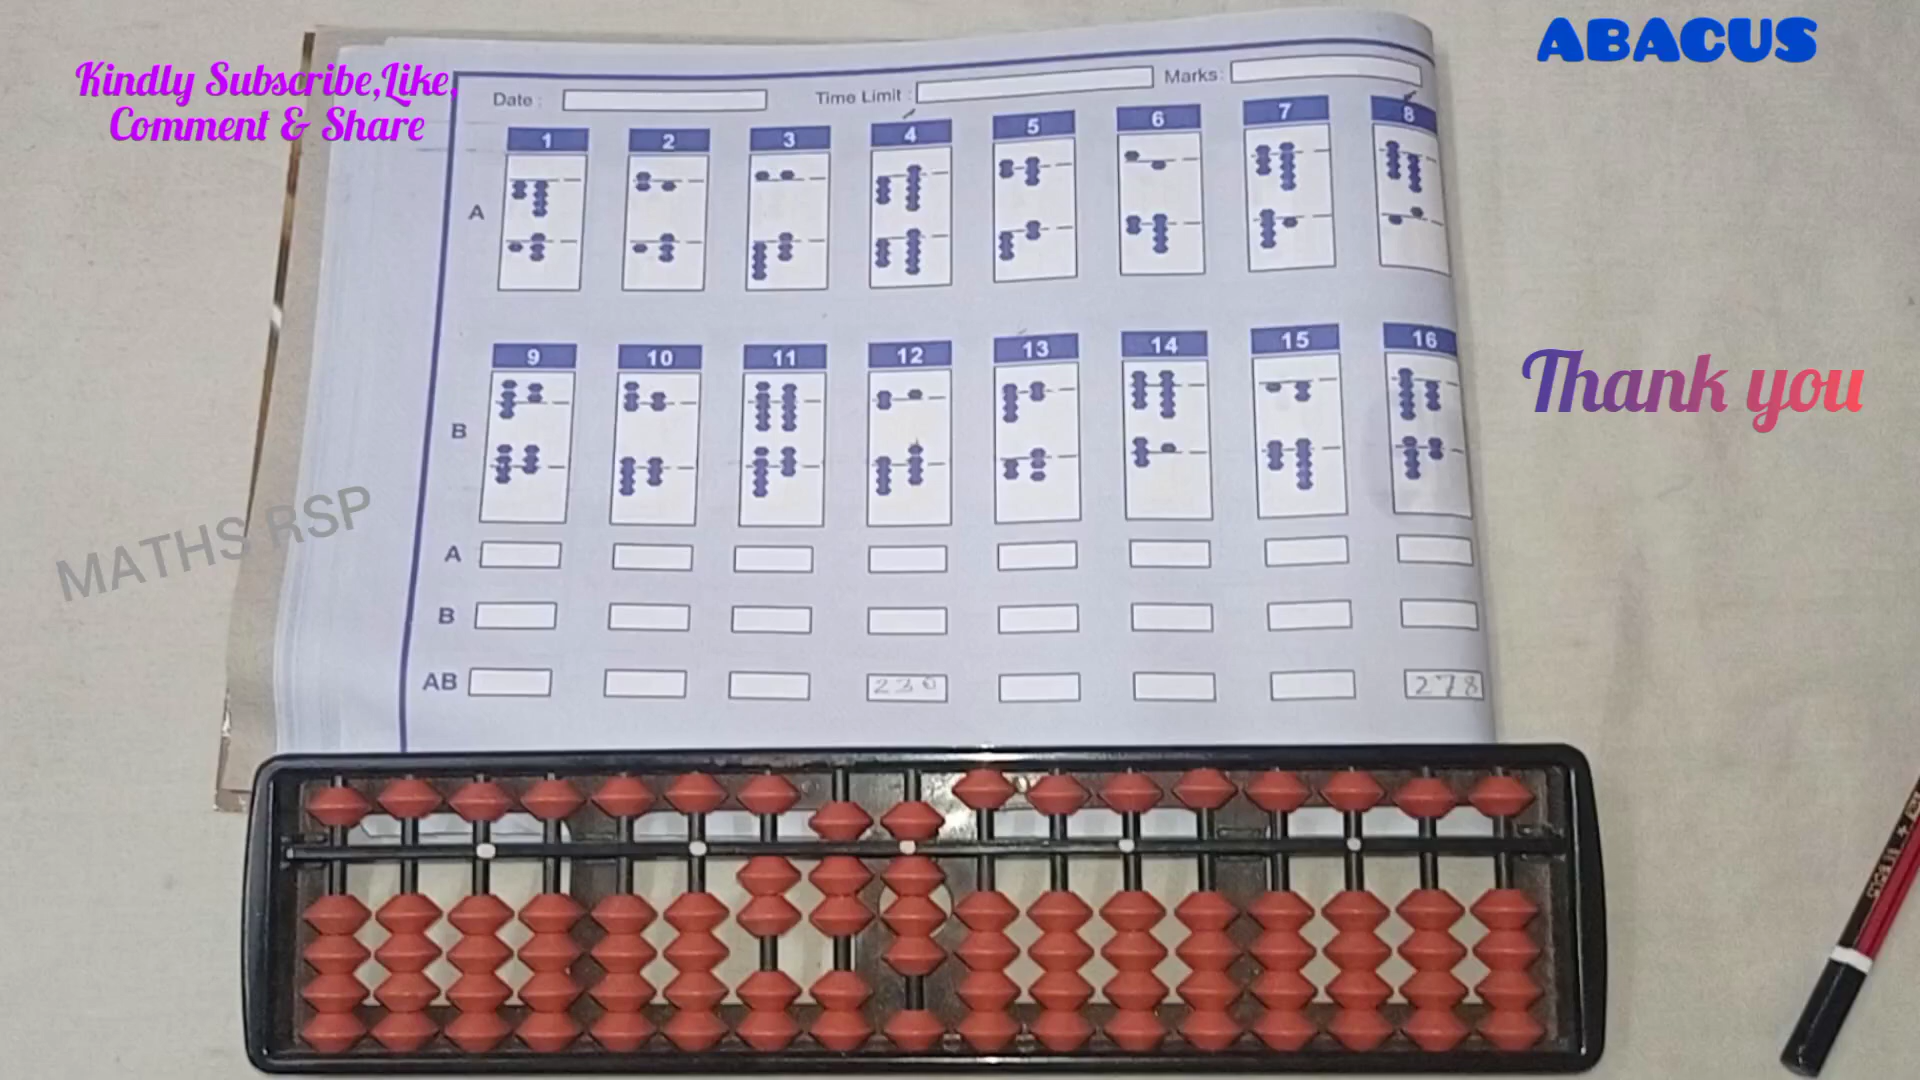 ABACUS
Kindly Subscribe,Like,
Comment & Share
Date :
Time Limit :
Marks:
1 2 3 4 5 6 7 8
A
Thank you
9 10 11 12 13 14 15 16
B
MATHS RSP
A
B
AB 230 278